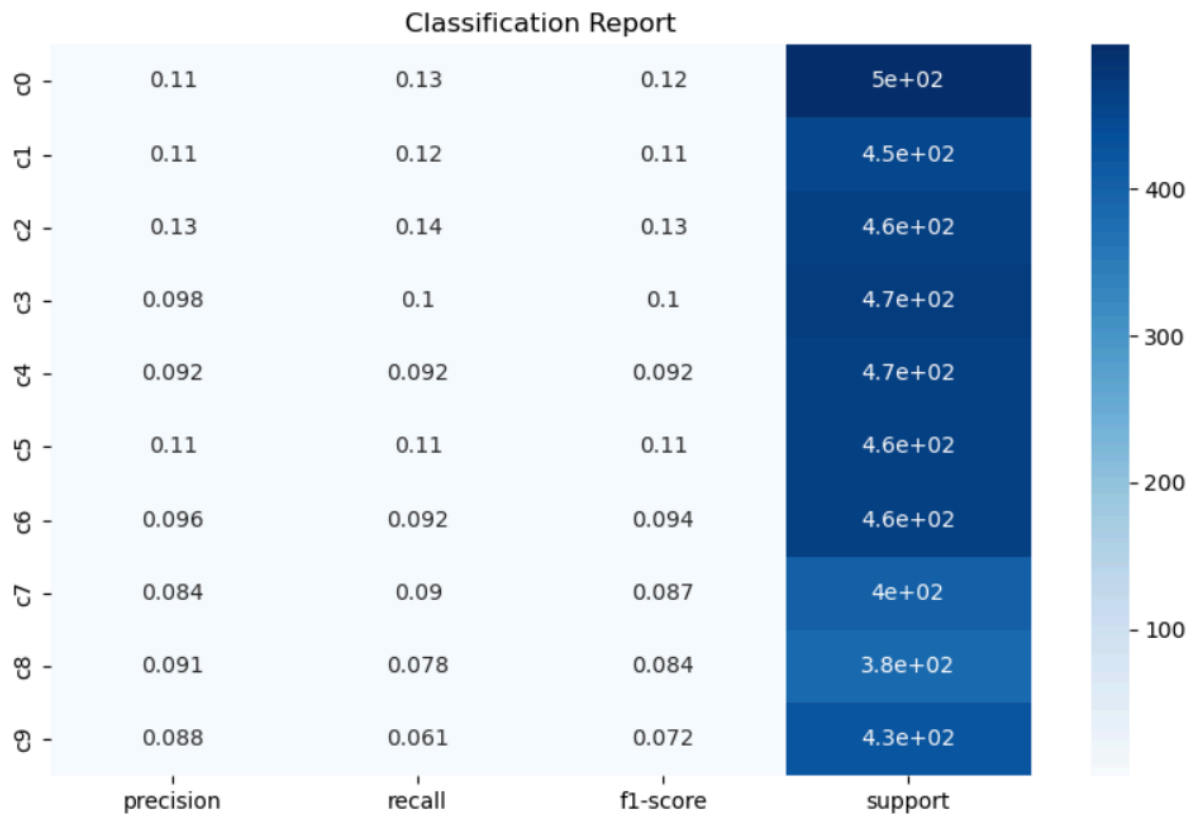 Classification Report
c0 0.11 0.13 0.12 5e+02
c1 0.11 0.12 0.11 4.5e+02
c2 0.13 0.14 0.13 4.6e+02
c3 0.098 0.1 0.1 4.7e+02
c4 0.092 0.092 0.092 4.7e+02
c5 0.11 0.11 0.11 4.6e+02
c6 0.096 0.092 0.094 4.6e+02
c7 0.084 0.09 0.087 4e+02
c8 0.091 0.078 0.084 3.8e+02
c9 0.088 0.061 0.072 4.3e+02
precision recall f1-score support
400
300
200
100